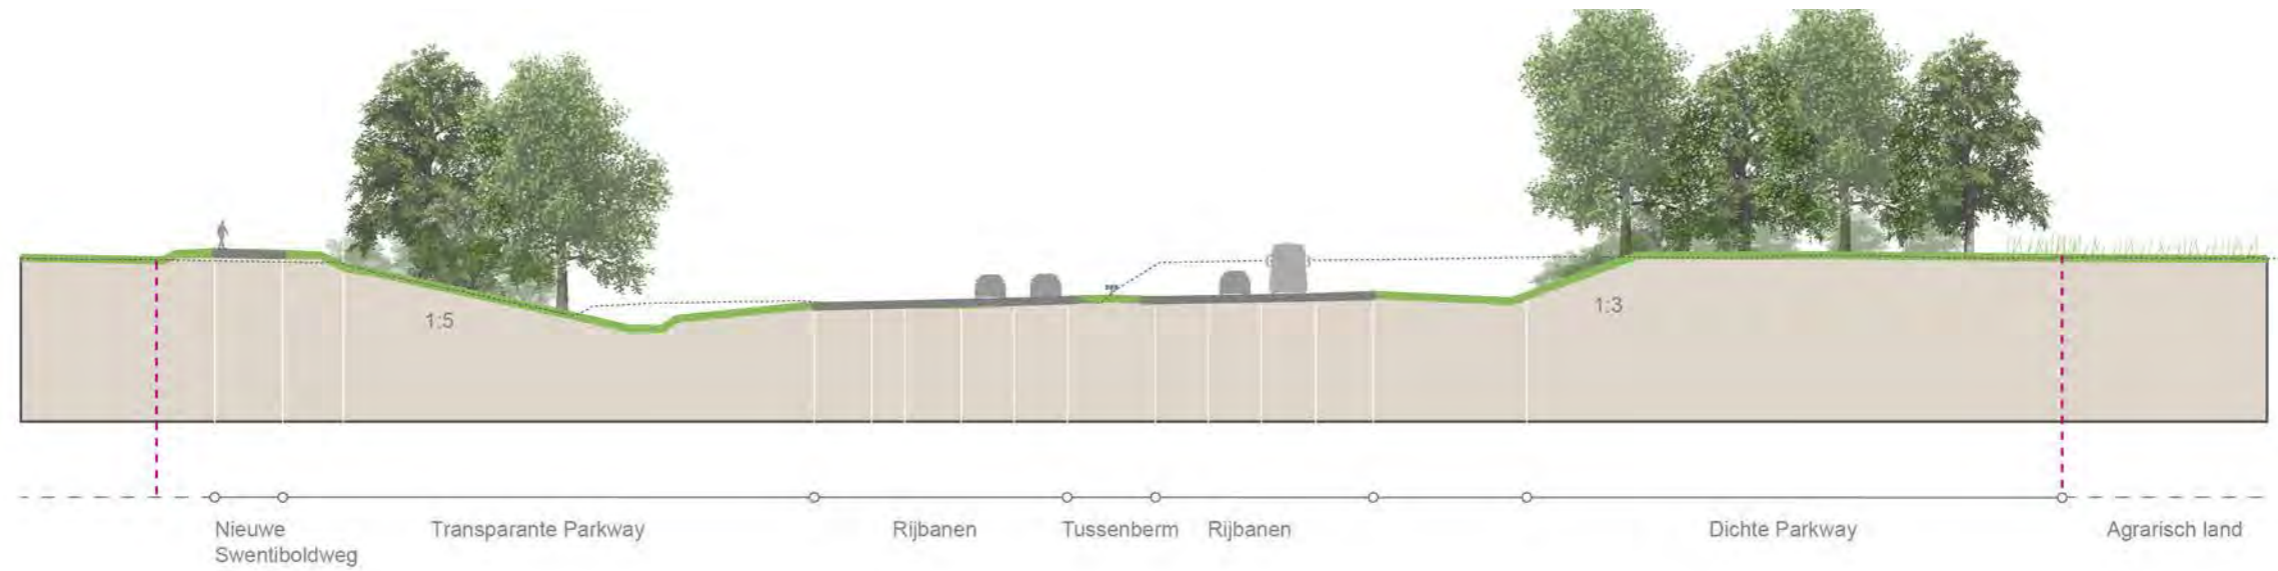 1:5
1:3
Nieuwe
Swentiboldweg
Transparante Parkway
Rijbanen
Tussenberm
Rijbanen
Dichte Parkway
Agrarisch land